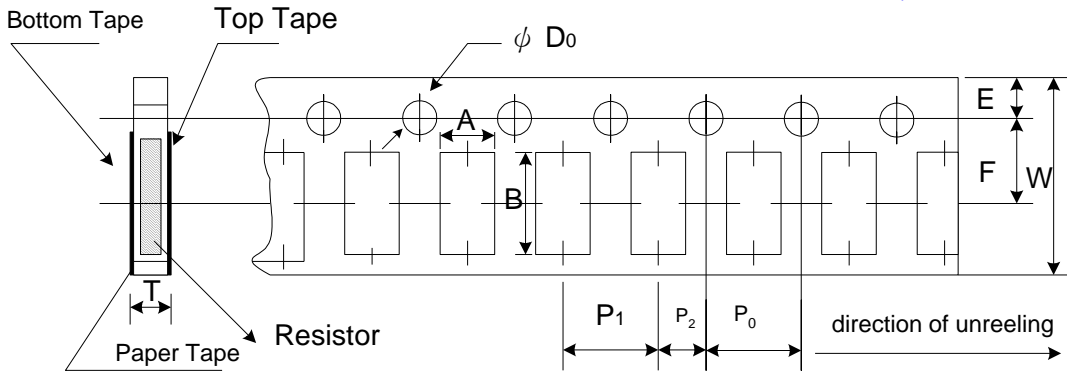 Bottom Tape
Top Tape
ϕ D0
E
A
F
W
B
T
P1
P2
P0
Resistor
direction of unreeling
Paper Tape